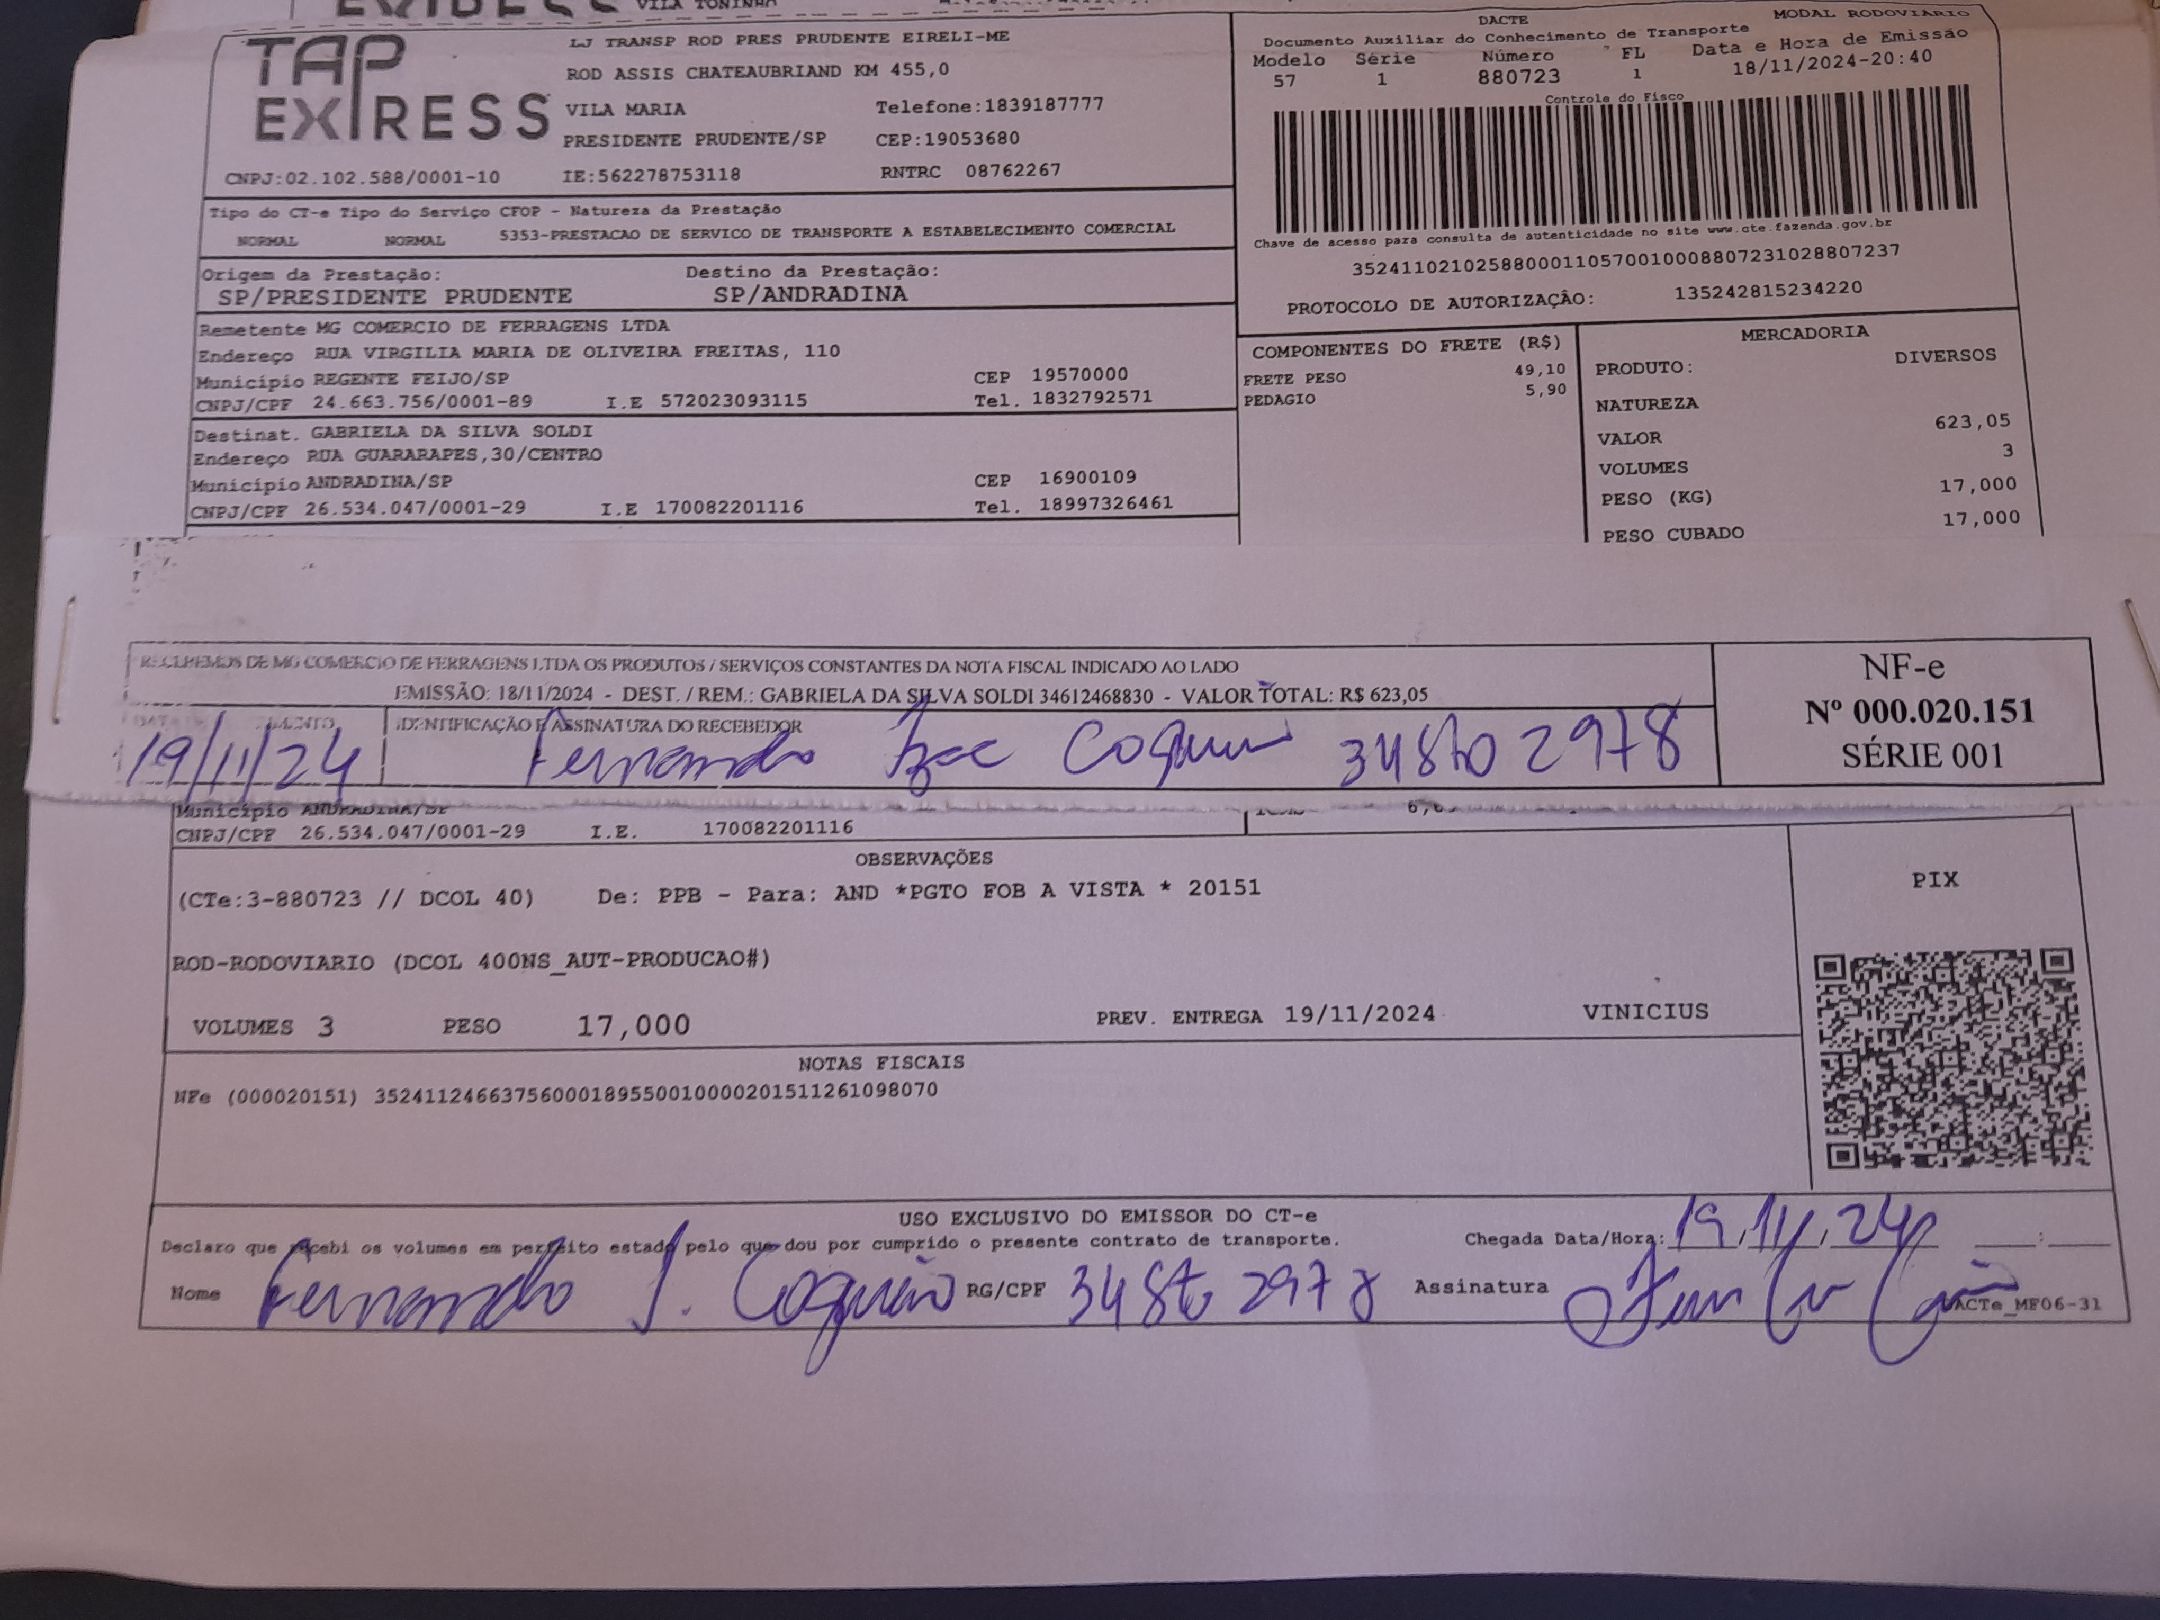 EXPRESS VILA TONINHO
TAP EXPRESS
LJ TRANSP ROD PRES PRUDENTE EIRELI-ME
ROD ASSIS CHATEAUBRIAND KM 455,0
VILA MARIA Telefone:1839187777
PRESIDENTE PRUDENTE/SP CEP:19053680
CNPJ:02.102.588/0001-10 IE:562278753118 RNTRC 08762267
DACTE MODAL RODOVIARIO
Documento Auxiliar do Conhecimento de Transporte
Modelo Série Número FL Data e Hora de Emissão
57 1 880723 1 18/11/2024-20:40
Controle do Fisco
Chave de acesso para consulta de autenticidade no site www.cte.fazenda.gov.br
35241102102588000110570010008807231028807237
PROTOCOLO DE AUTORIZAÇÃO: 135242815234220
Tipo do CT-e Tipo do Serviço CFOP - Natureza da Prestação
NORMAL NORMAL 5353-PRESTACAO DE SERVICO DE TRANSPORTE A ESTABELECIMENTO COMERCIAL
Origem da Prestação: Destino da Prestação:
SP/PRESIDENTE PRUDENTE SP/ANDRADINA
Remetente MG COMERCIO DE FERRAGENS LTDA
Endereço RUA VIRGILIA MARIA DE OLIVEIRA FREITAS, 110
Município REGENTE FEIJO/SP CEP 19570000
CNPJ/CPF 24.663.756/0001-89 I.E 572023093115 Tel. 1832792571
Destinat. GABRIELA DA SILVA SOLDI
Endereço RUA GUARARAPES,30/CENTRO
Município ANDRADINA/SP CEP 16900109
CNPJ/CPF 26.534.047/0001-29 I.E 170082201116 Tel. 18997326461
COMPONENTES DO FRETE (R$)
FRETE PESO 49,10
PEDAGIO 5,90
MERCADORIA
PRODUTO: DIVERSOS
NATUREZA
VALOR 623,05
VOLUMES 3
PESO (KG) 17,000
PESO CUBADO 17,000
RECEBEMOS DE MG COMERCIO DE FERRAGENS LTDA OS PRODUTOS / SERVIÇOS CONSTANTES DA NOTA FISCAL INDICADO AO LADO
EMISSÃO: 18/11/2024 - DEST. / REM.: GABRIELA DA SILVA SOLDI 34612468830 - VALOR TOTAL: R$ 623,05
IDENTIFICAÇÃO E ASSINATURA DO RECEBEDOR
19/11/24 Fernando
NF-e
Nº 000.020.151
SÉRIE 001
Município ANDRADINA/SP
CNPJ/CPF 26.534.047/0001-29 I.E. 170082201116
OBSERVAÇÕES
(CTe:3-880723 // DCOL 40) De: PPB - Para: AND *PGTO FOB A VISTA * 20151
ROD-RODOVIARIO (DCOL 400NS_AUT-PRODUCAO#)
VOLUMES 3 PESO 17,000 PREV. ENTREGA 19/11/2024 VINICIUS
PIX
NOTAS FISCAIS
NFe (000020151) 35241124663756000189550010000201511261098070
USO EXCLUSIVO DO EMISSOR DO CT-e
Declaro que recebi os volumes em perfeito estado pelo que dou por cumprido o presente contrato de transporte. Chegada Data/Hora: 19/11/24 :
Nome Fernando J. RG/CPF Assinatura
DACTe_MF06-31